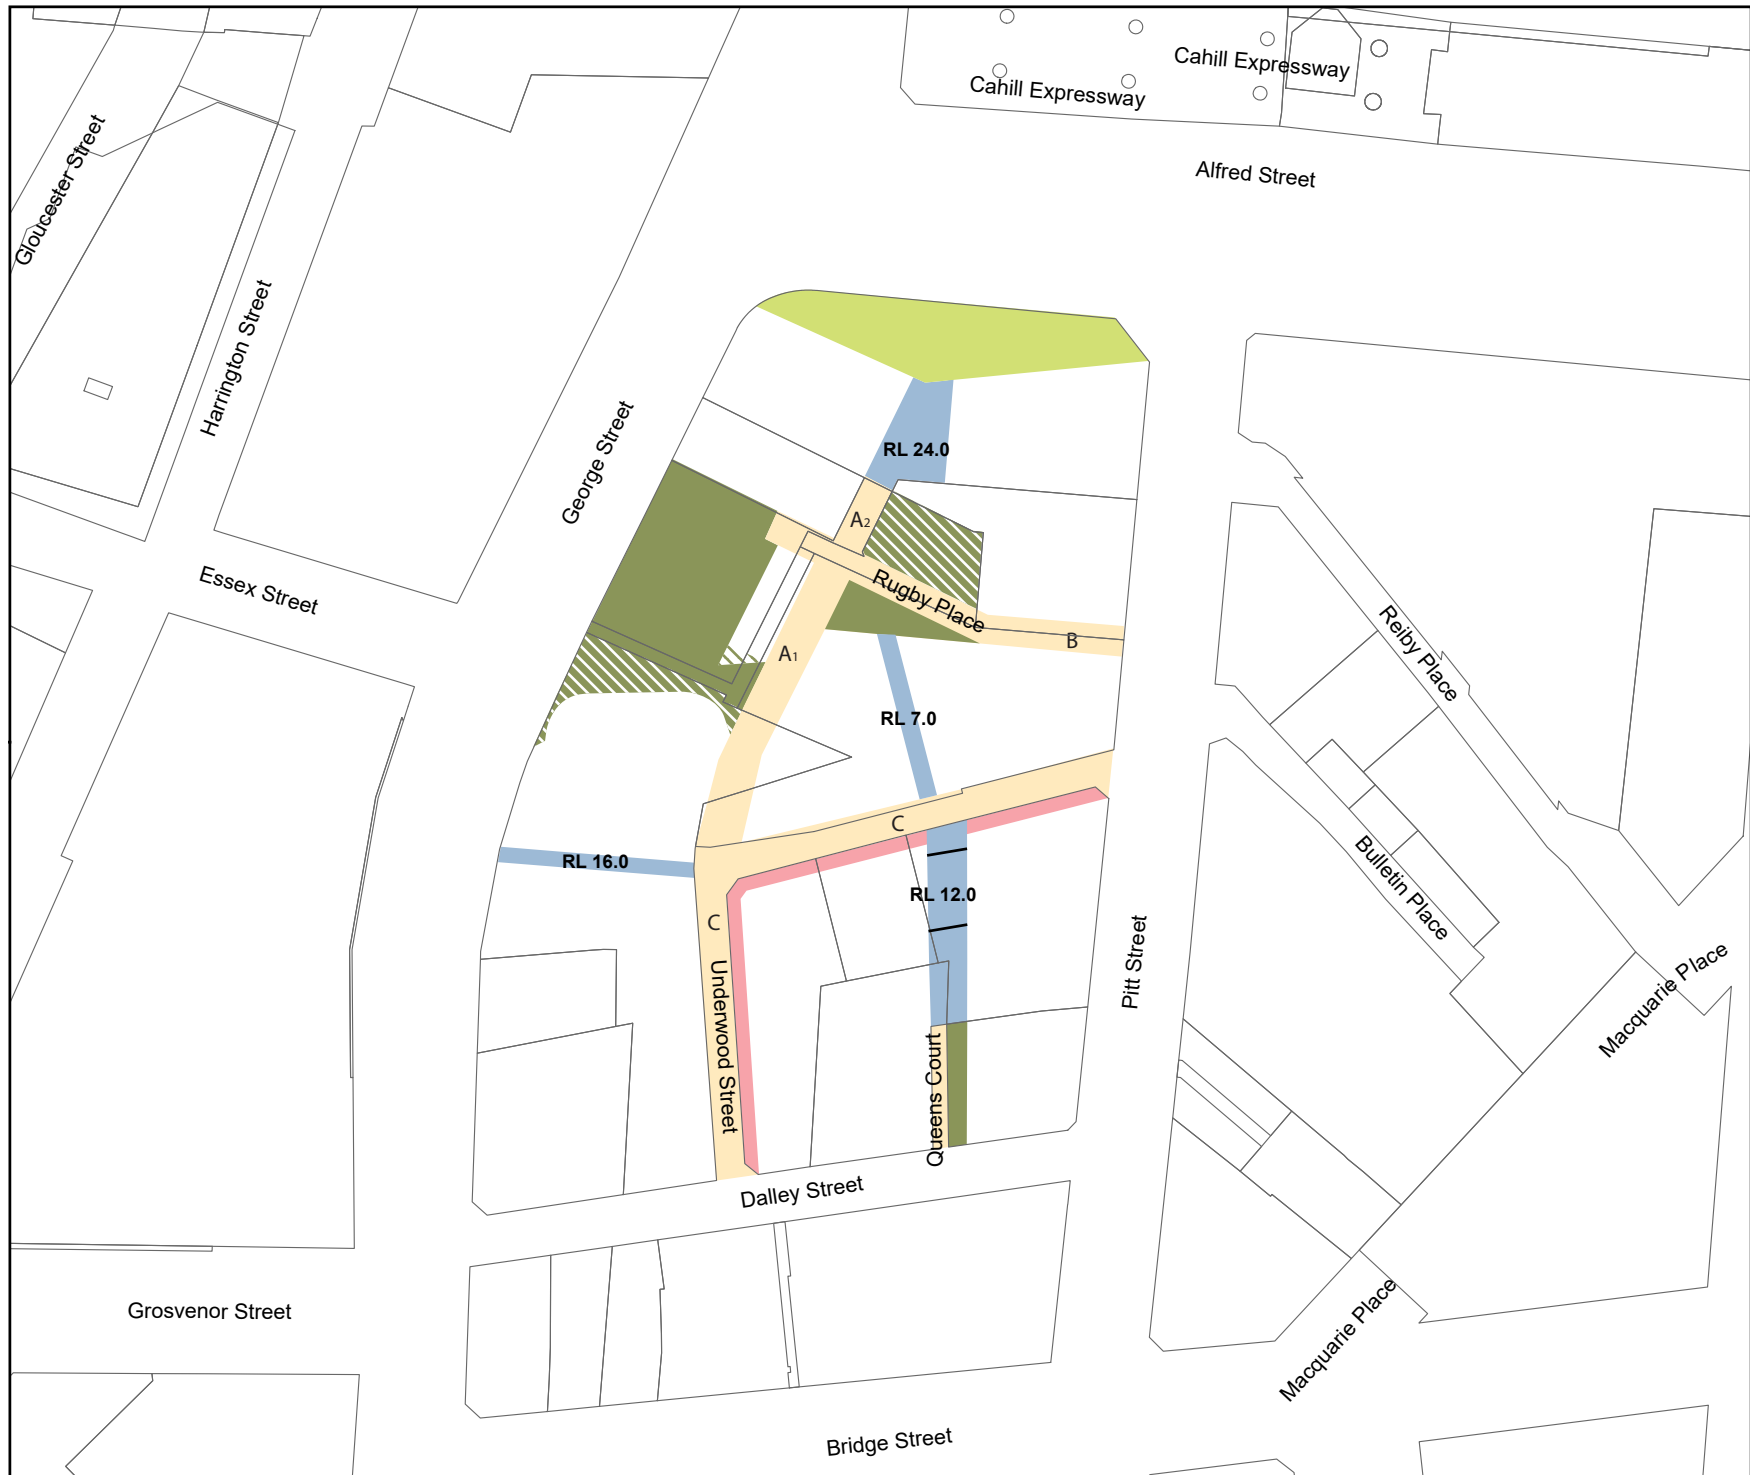 Cahill Expressway
Cahill Expressway
Alfred Street
Gloucester Street
Harrington Street
George Street
Essex Street
RL 24.0
A2
Rugby Place
B
A1
RL 7.0
Reiby Place
C
RL 16.0
RL 12.0
Bulletin Place
C
Underwood Street
Pitt Street
Macquarie Place
Queens Court
Dalley Street
Grosvenor Street
Macquarie Place
Bridge Street